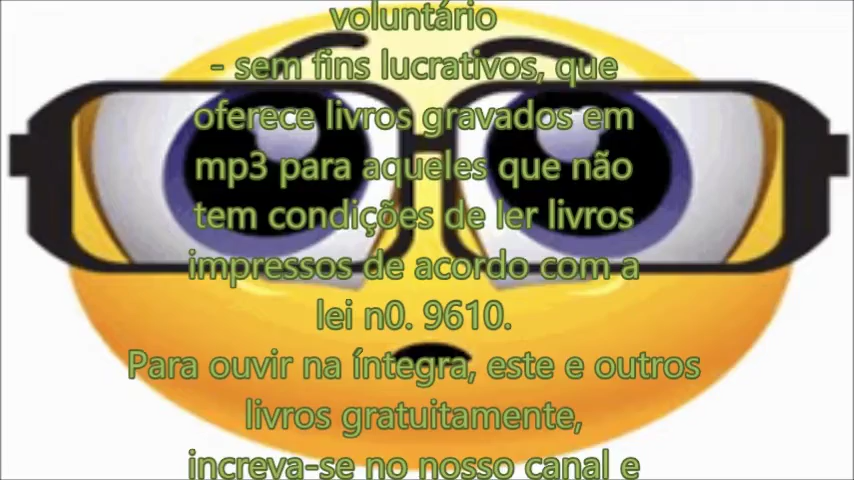 voluntário
- sem fins lucrativos, que
oferece livros gravados em
mp3 para aqueles que não
tem condições de ler livros
impressos de acordo com a
lei n0. 9610.
Para ouvir na íntegra, este e outros
livros gratuitamente,
increva-se no nosso canal e